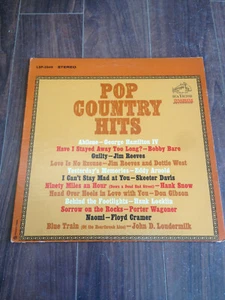 STEREO
RCA VICTOR
POP
COUNTRY
HITS
Abilene—George Hamilton IV
Have I Stayed Away Too Long?—Bobby Bare
Guilty—Jim Reeves
Love Is No Excuse—Jim Reeves and Dottie West
Yesterday's Memories—Eddy Arnold
I Can't Stay Mad at You—Skeeter Davis
Ninety Miles an Hour (Down a Dead End Street)—Hank Snow
Head Over Heels in Love with You—Don Gibson
Behind the Footlights—Hank Locklin
Sorrow on the Rocks—Porter Wagoner
Naomi—Floyd Cramer
Blue Train (Of the Heartbreak Line)—John D. Loudermilk